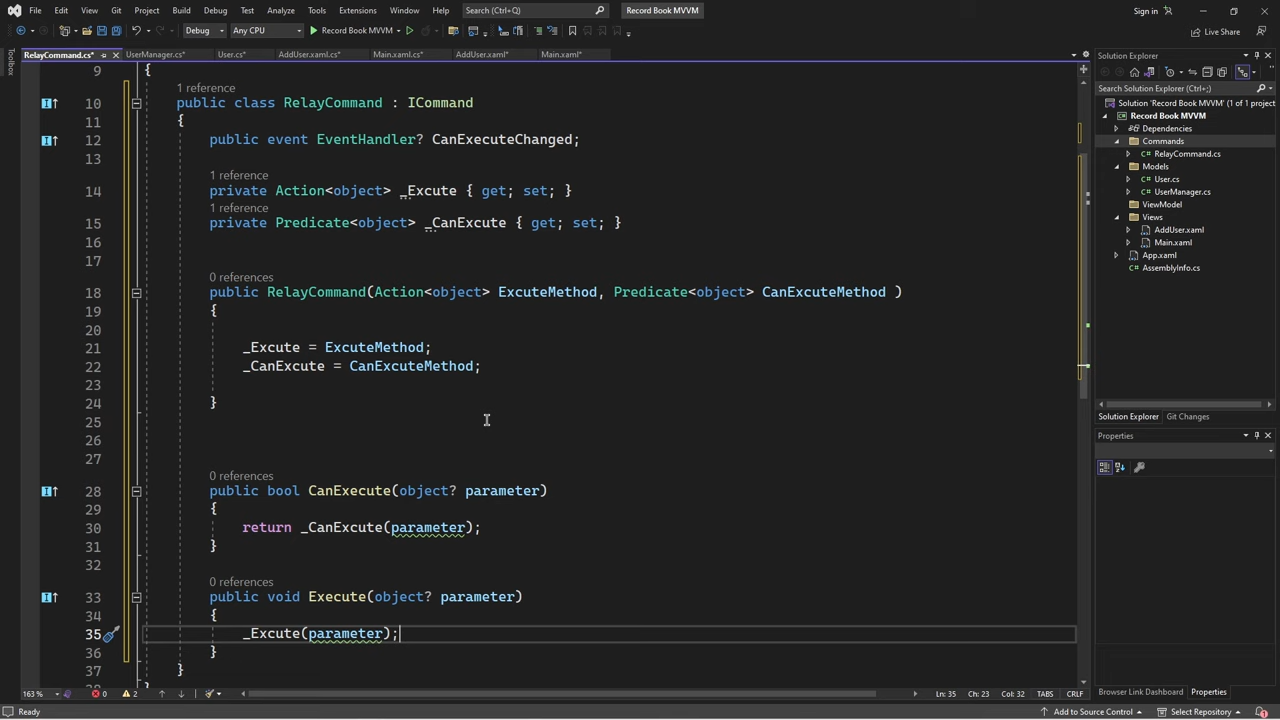 File Edit View Git Project Build Debug Test Analyze Tools Extensions Window Help Search (Ctrl+Q) Record Book MVVM Sign in
Debug Any CPU Record Book MVVM Live Share
RelayCommand.cs* UserManager.cs* User.cs* AddUser.xaml.cs* Main.xaml.cs* AddUser.xaml* Main.xaml*
Toolbox
9 {
1 reference
10 public class RelayCommand : ICommand
11 {
12 public event EventHandler? CanExecuteChanged;
13
1 reference
14 private Action<object> _Excute { get; set; }
1 reference
15 private Predicate<object> _CanExcute { get; set; }
16
17
0 references
18 public RelayCommand(Action<object> ExcuteMethod, Predicate<object> CanExcuteMethod )
19 {
20
21 _Excute = ExcuteMethod;
22 _CanExcute = CanExcuteMethod;
23
24 }
25
26
27
0 references
28 public bool CanExecute(object? parameter)
29 {
30 return _CanExcute(parameter);
31 }
32
0 references
33 public void Execute(object? parameter)
34 {
35 _Excute(parameter);
36 }
37 }
163 % 0 2 Ln: 35 Ch: 23 Col: 32 TABS CRLF
Solution Explorer
Search Solution Explorer (Ctrl+;)
Solution 'Record Book MVVM' (1 of 1 project
Record Book MVVM
Dependencies
Commands
RelayCommand.cs
Models
User.cs
UserManager.cs
ViewModel
Views
AddUser.xaml
Main.xaml
App.xaml
AssemblyInfo.cs
Solution Explorer Git Changes
Properties
Browser Link Dashboard Properties
Ready Add to Source Control Select Repository 1